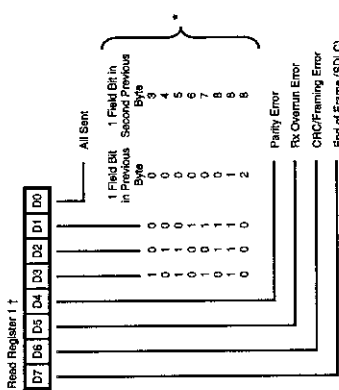 Read Register 1 †
D7 D6 D5 D4 D3 D2 D1 D0
All Sent
1 Field Bit in Previous Byte
1 Field Bit in Second Previous Byte
1 0 0 0 3
0 1 0 0 4
1 1 0 0 5
0 0 1 0 6
1 0 1 0 7
0 1 1 0 8
1 1 1 1 8
0 0 0 2 8
*
Parity Error
Rx Overrun Error
CRC/Framing Error
End of Frame (SDLC)